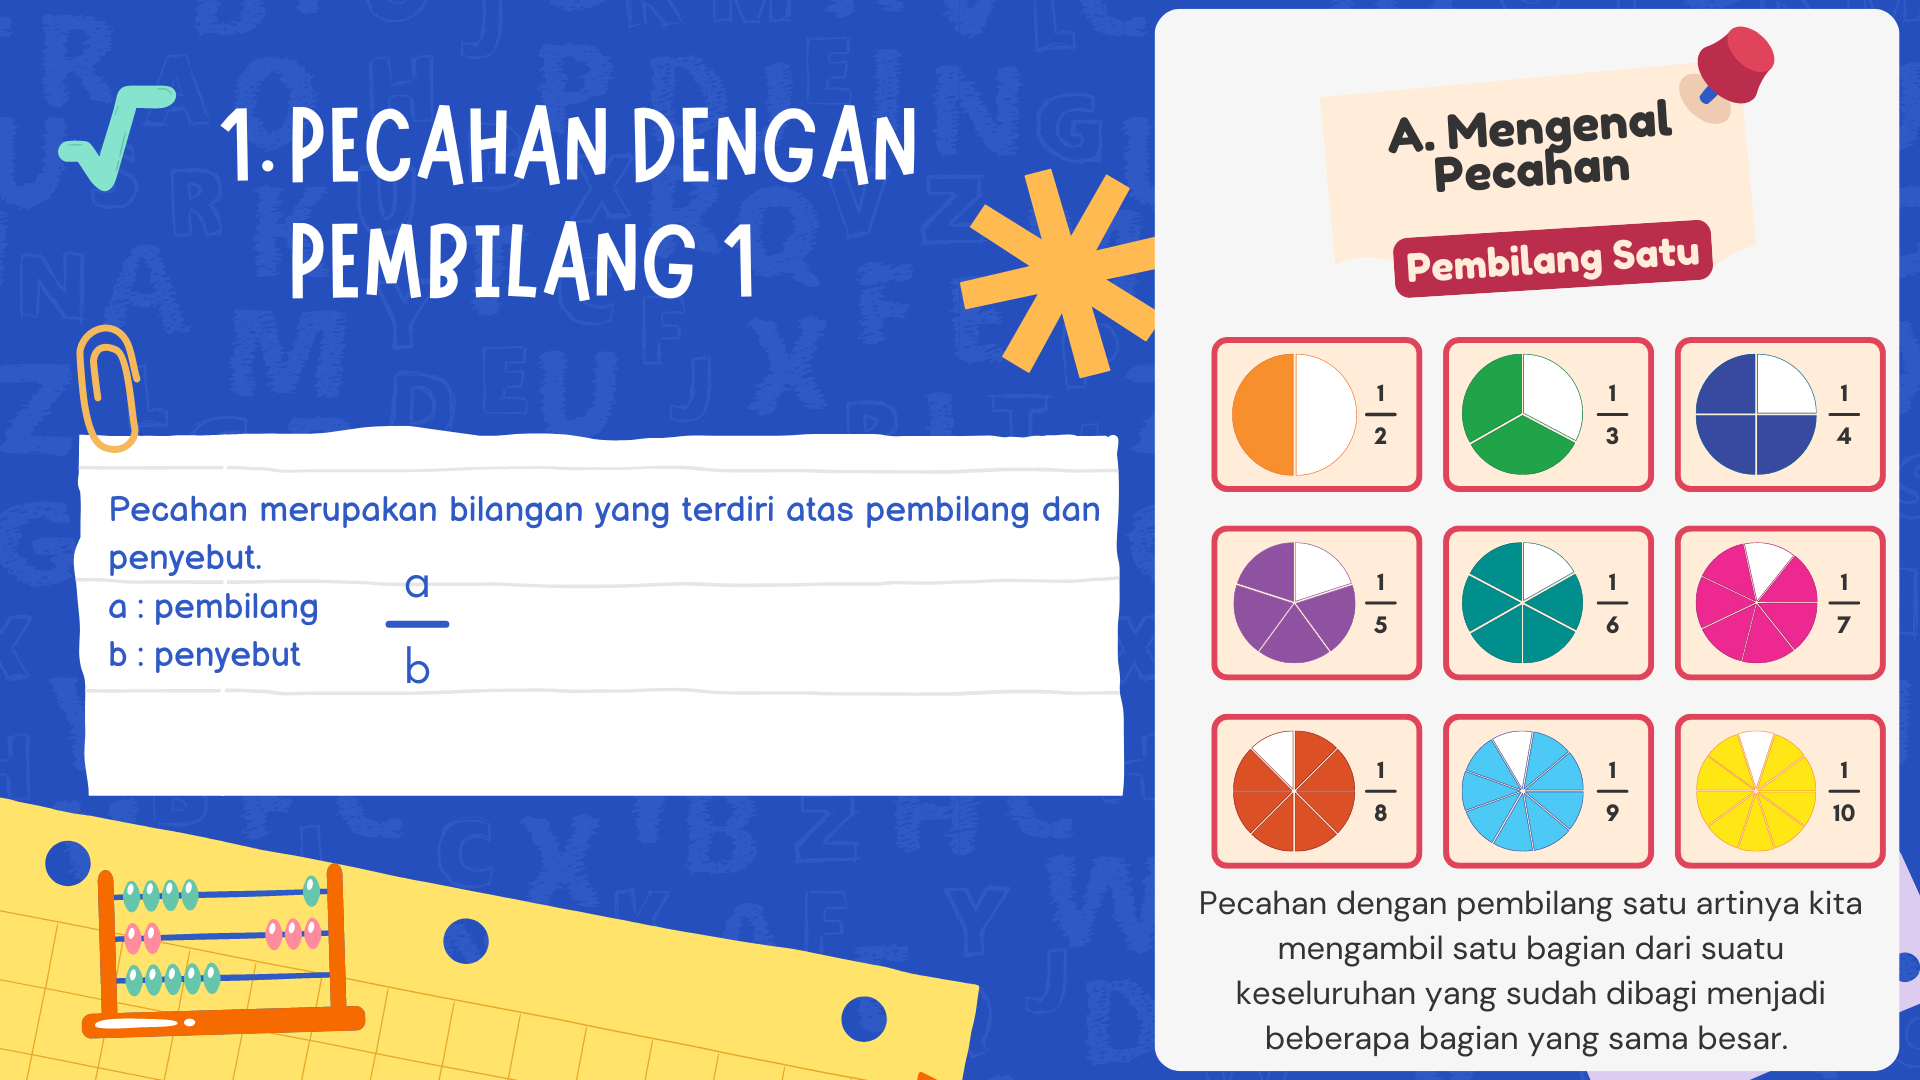 1. PECAHAN DENGAN
PEMBILANG 1
Pecahan merupakan bilangan yang terdiri atas pembilang dan
penyebut.
a : pembilang
b : penyebut
a
b
A. Mengenal
Pecahan
Pembilang Satu
1
2
1
3
1
4
1
5
1
6
1
7
1
8
1
9
1
10
Pecahan dengan pembilang satu artinya kita
mengambil satu bagian dari suatu
keseluruhan yang sudah dibagi menjadi
beberapa bagian yang sama besar.